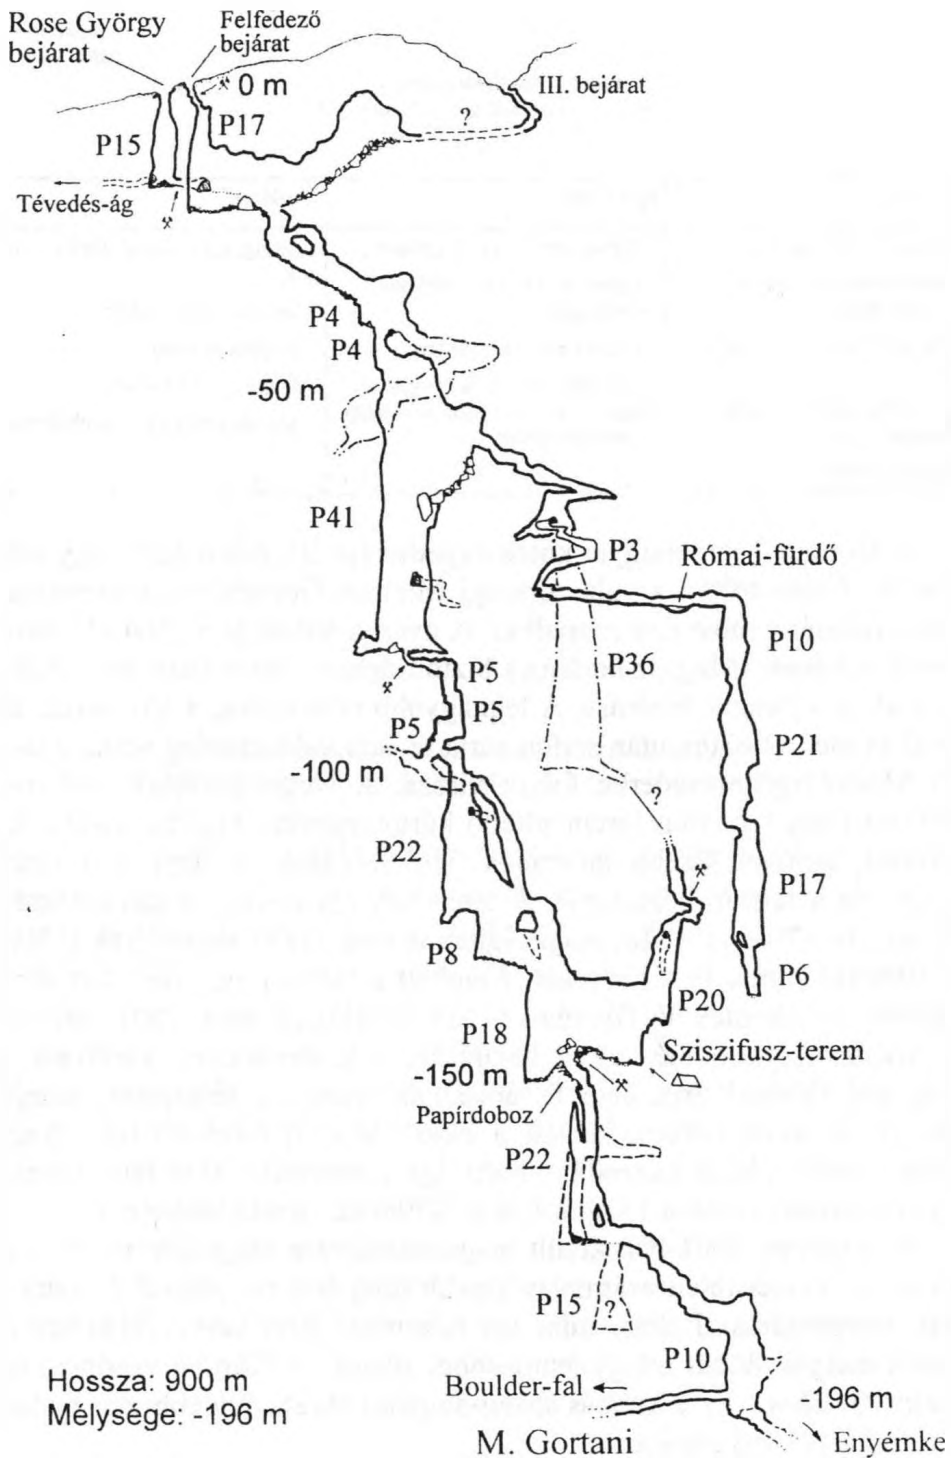 Rose György
bejárat
Felfedező
bejárat
0 m
III. bejárat
?
P15
P17
Tévedés-ág
P4
P4
-50 m
P41
P3
Római-fürdő
P10
P36
P5
P5
P5
-100 m
P21
?
P22
P17
P8
P6
P20
P18
Sziszifusz-terem
-150 m
Papírdoboz
P22
P15
?
P10
Hossza: 900 m
Mélysége: -196 m
Boulder-fal
-196 m
M. Gortani
Enyémke